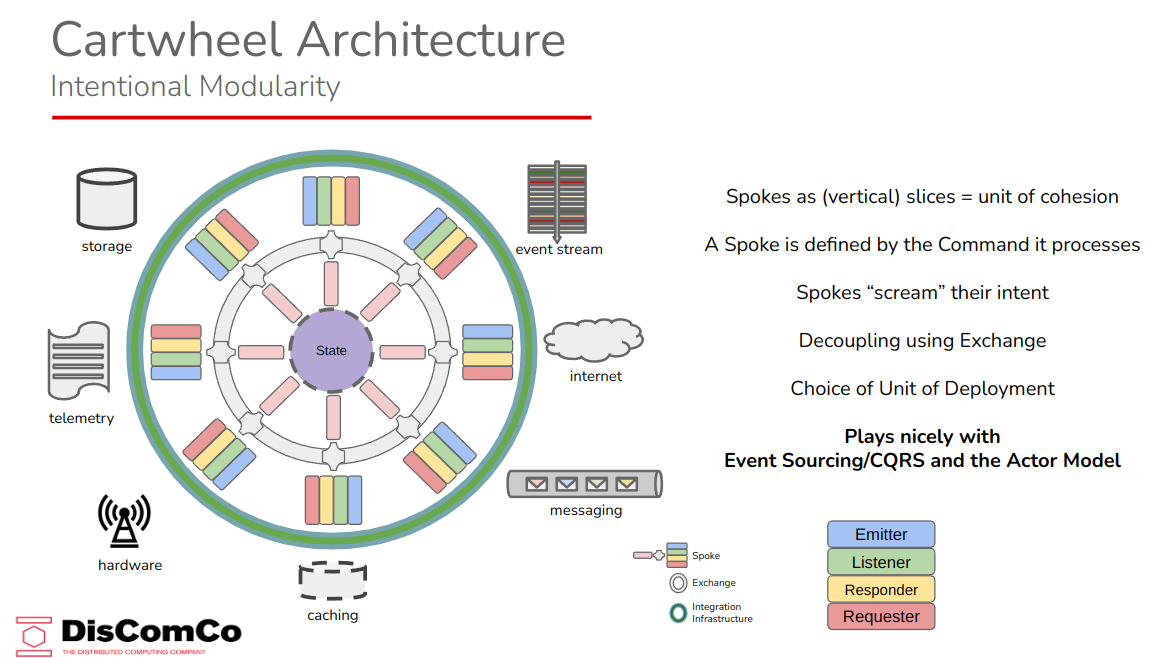 Cartwheel Architecture
Intentional Modularity
storage
event stream
State
telemetry
internet
hardware
messaging
caching
Spokes as (vertical) slices = unit of cohesion
A Spoke is defined by the Command it processes
Spokes “scream” their intent
Decoupling using Exchange
Choice of Unit of Deployment
Plays nicely with
Event Sourcing/CQRS and the Actor Model
Spoke
Exchange
Integration
Infrastructure
Emitter
Listener
Responder
Requester
DisComCo
THE DISTRIBUTED COMPUTING COMPANY